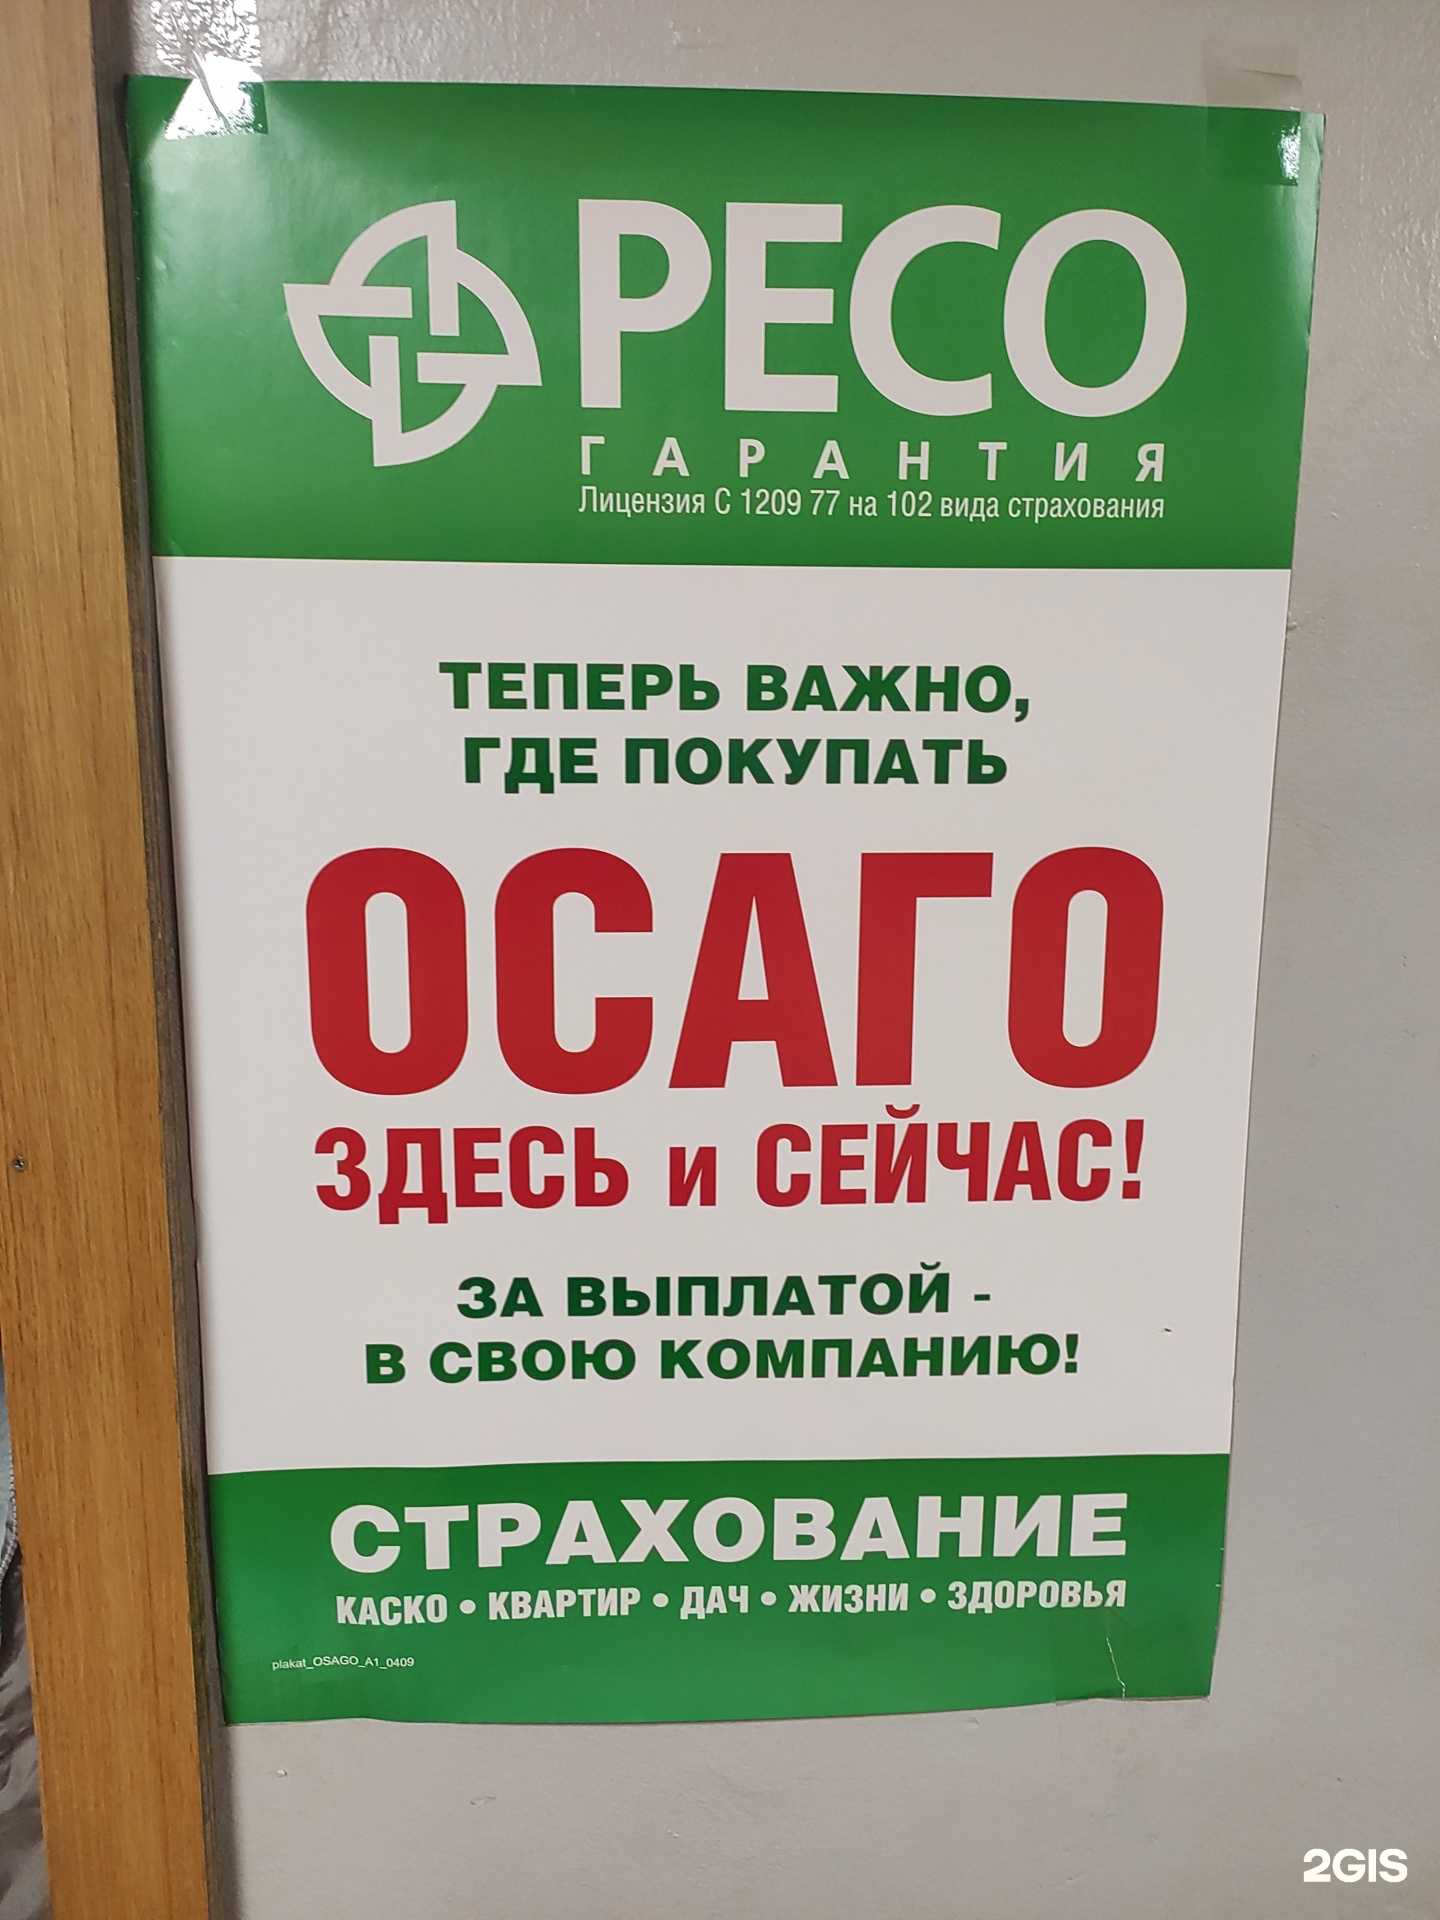 РЕСО
ГАРАНТИЯ
Лицензия С 1209 77 на 102 вида страхования
ТЕПЕРЬ ВАЖНО,
ГДЕ ПОКУПАТЬ
ОСАГО
ЗДЕСЬ и СЕЙЧАС!
ЗА ВЫПЛАТОЙ -
В СВОЮ КОМПАНИЮ!
СТРАХОВАНИЕ
КАСКО • КВАРТИР • ДАЧ • ЖИЗНИ • ЗДОРОВЬЯ
plakat_OSAGO_A1_0409
2GIS